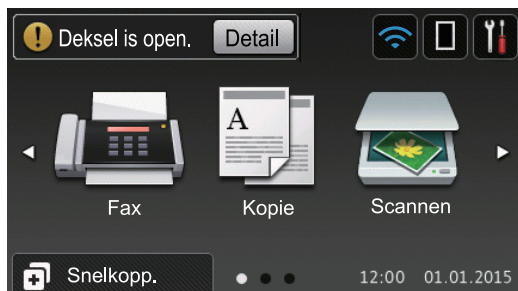 Deksel is open. Detail
A
Fax Kopie Scannen
Snelkopp. 12:00 01.01.2015